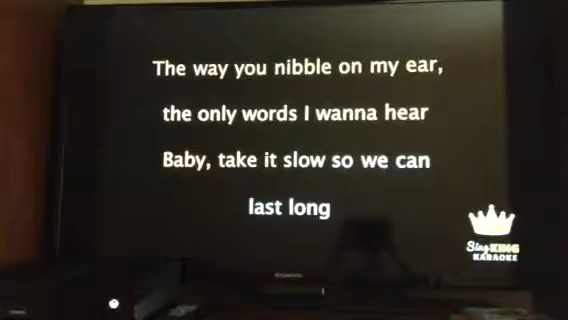 The way you nibble on my ear,
the only words I wanna hear
Baby, take it slow so we can
last long
Sing KING
KARAOKE